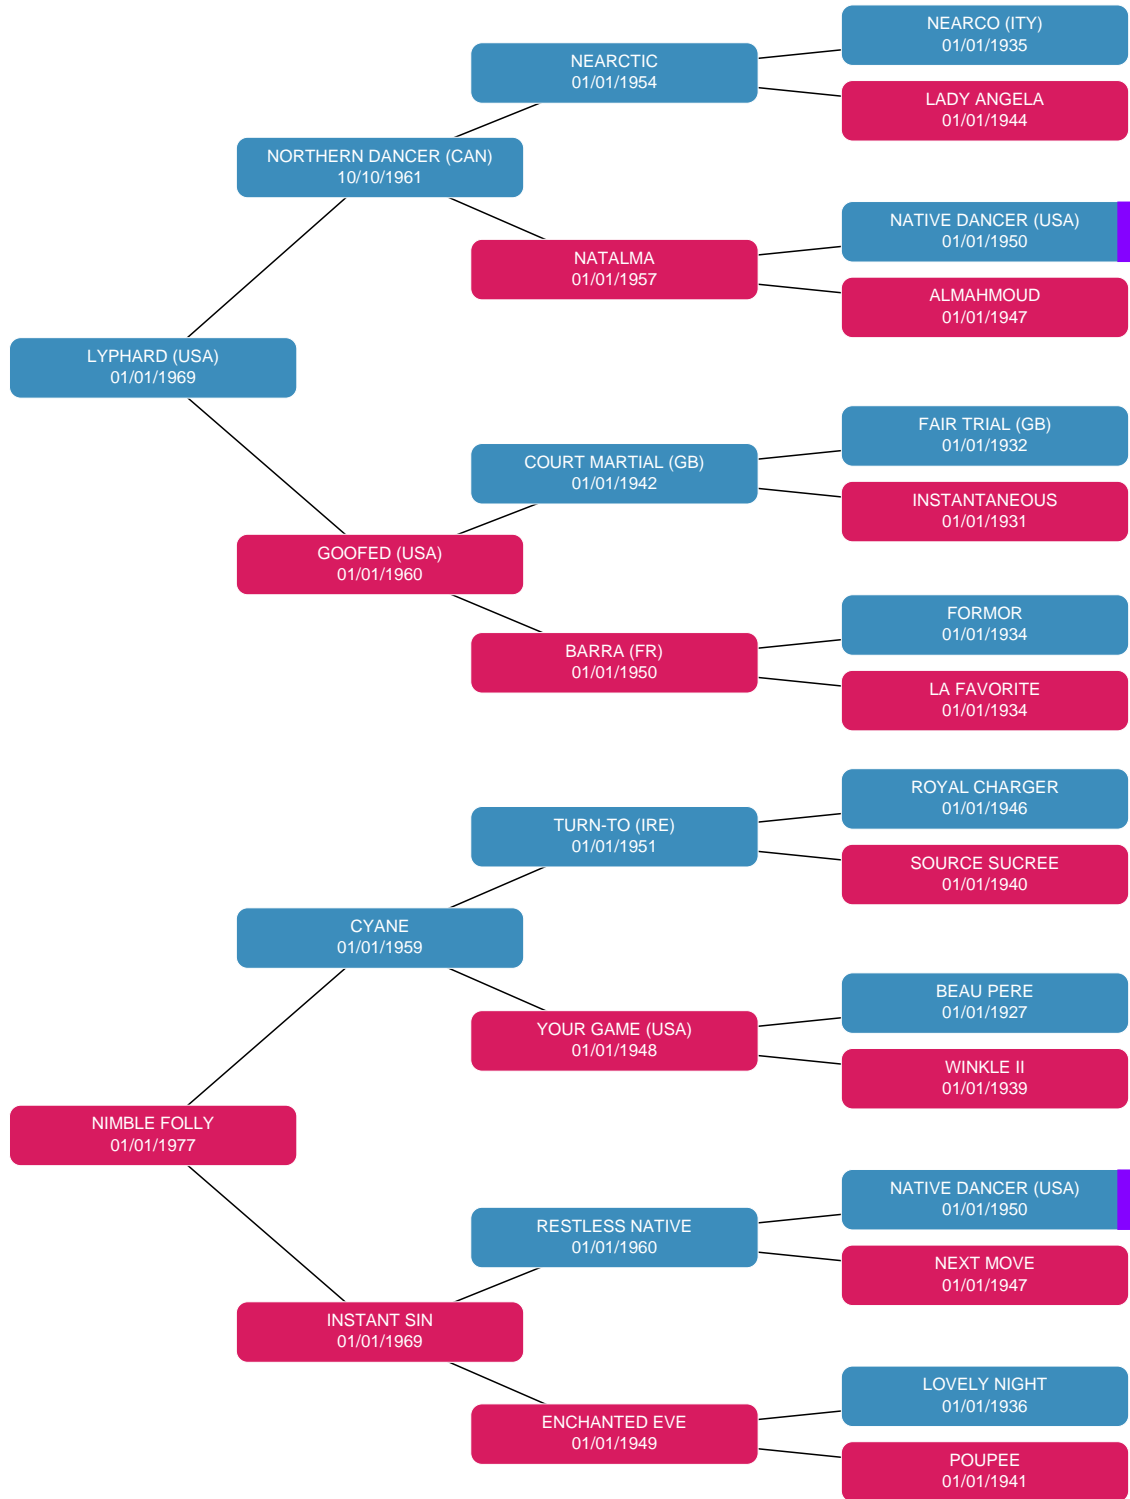 NEARCO (ITY)
01/01/1935
NEARCTIC
01/01/1954
LADY ANGELA
01/01/1944
NORTHERN DANCER (CAN)
10/10/1961
NATIVE DANCER (USA)
01/01/1950
NATALMA
01/01/1957
ALMAHMOUD
01/01/1947
LYPHARD (USA)
01/01/1969
FAIR TRIAL (GB)
01/01/1932
COURT MARTIAL (GB)
01/01/1942
INSTANTANEOUS
01/01/1931
GOOFED (USA)
01/01/1960
FORMOR
01/01/1934
BARRA (FR)
01/01/1950
LA FAVORITE
01/01/1934
ROYAL CHARGER
01/01/1946
TURN-TO (IRE)
01/01/1951
SOURCE SUCREE
01/01/1940
CYANE
01/01/1959
BEAU PERE
01/01/1927
YOUR GAME (USA)
01/01/1948
WINKLE II
01/01/1939
NIMBLE FOLLY
01/01/1977
NATIVE DANCER (USA)
01/01/1950
RESTLESS NATIVE
01/01/1960
NEXT MOVE
01/01/1947
INSTANT SIN
01/01/1969
LOVELY NIGHT
01/01/1936
ENCHANTED EVE
01/01/1949
POUPEE
01/01/1941